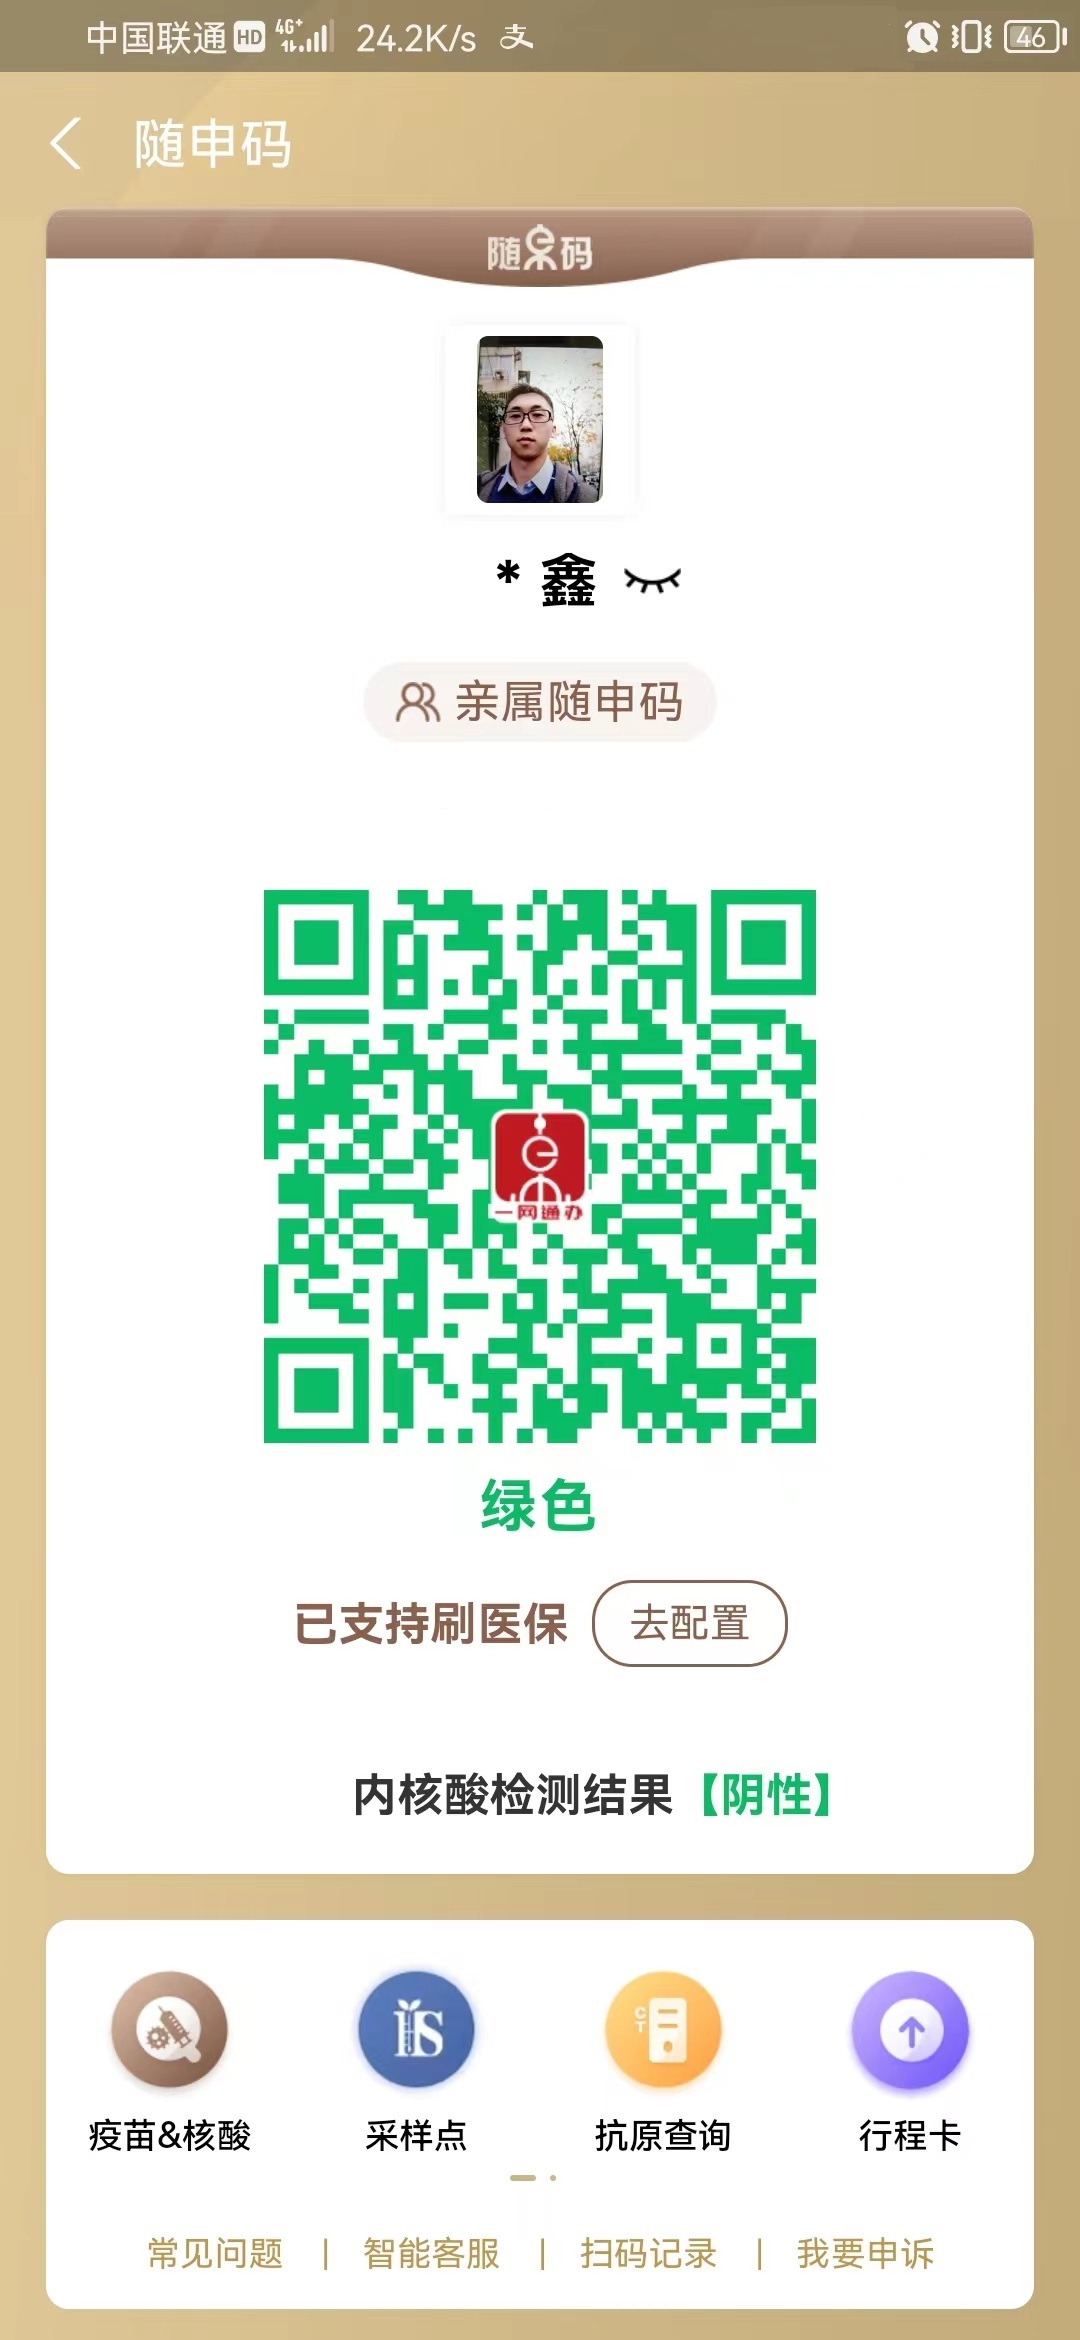 中国联通 HD 4G+ 24.2K/s 支 46
随申码
随申码
* 鑫
亲属随申码
一网通办
绿色
已支持刷医保 去配置
内核酸检测结果【阴性】
HS CT
疫苗&核酸 采样点 抗原查询 行程卡
常见问题 | 智能客服 | 扫码记录 | 我要申诉